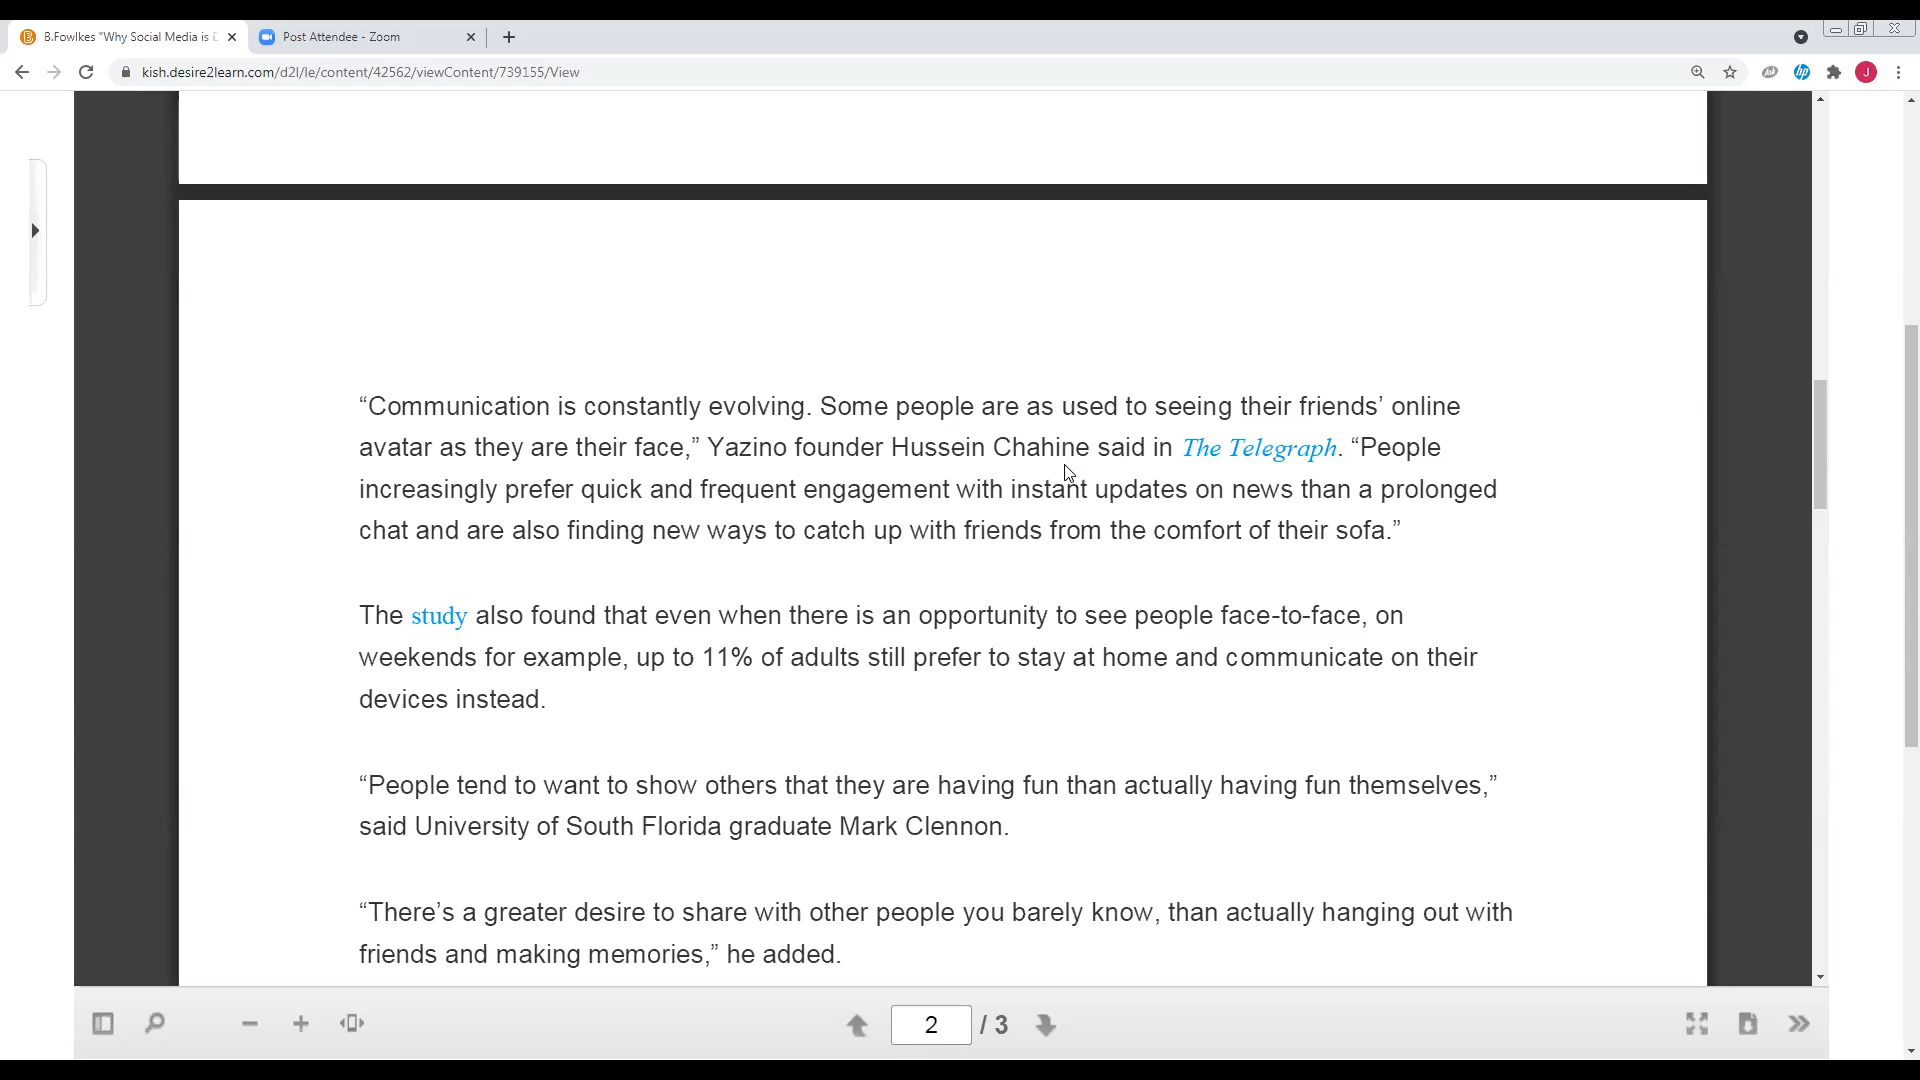 B.Fowlkes "Why Social Media is D
Post Attendee - Zoom
kish.desire2learn.com/d2l/le/content/42562/viewContent/739155/View
J
“Communication is constantly evolving. Some people are as used to seeing their friends’ online
avatar as they are their face,” Yazino founder Hussein Chahine said in The Telegraph. “People
increasingly prefer quick and frequent engagement with instant updates on news than a prolonged
chat and are also finding new ways to catch up with friends from the comfort of their sofa.”
The study also found that even when there is an opportunity to see people face-to-face, on
weekends for example, up to 11% of adults still prefer to stay at home and communicate on their
devices instead.
“People tend to want to show others that they are having fun than actually having fun themselves,”
said University of South Florida graduate Mark Clennon.
“There’s a greater desire to share with other people you barely know, than actually hanging out with
friends and making memories,” he added.
2 / 3